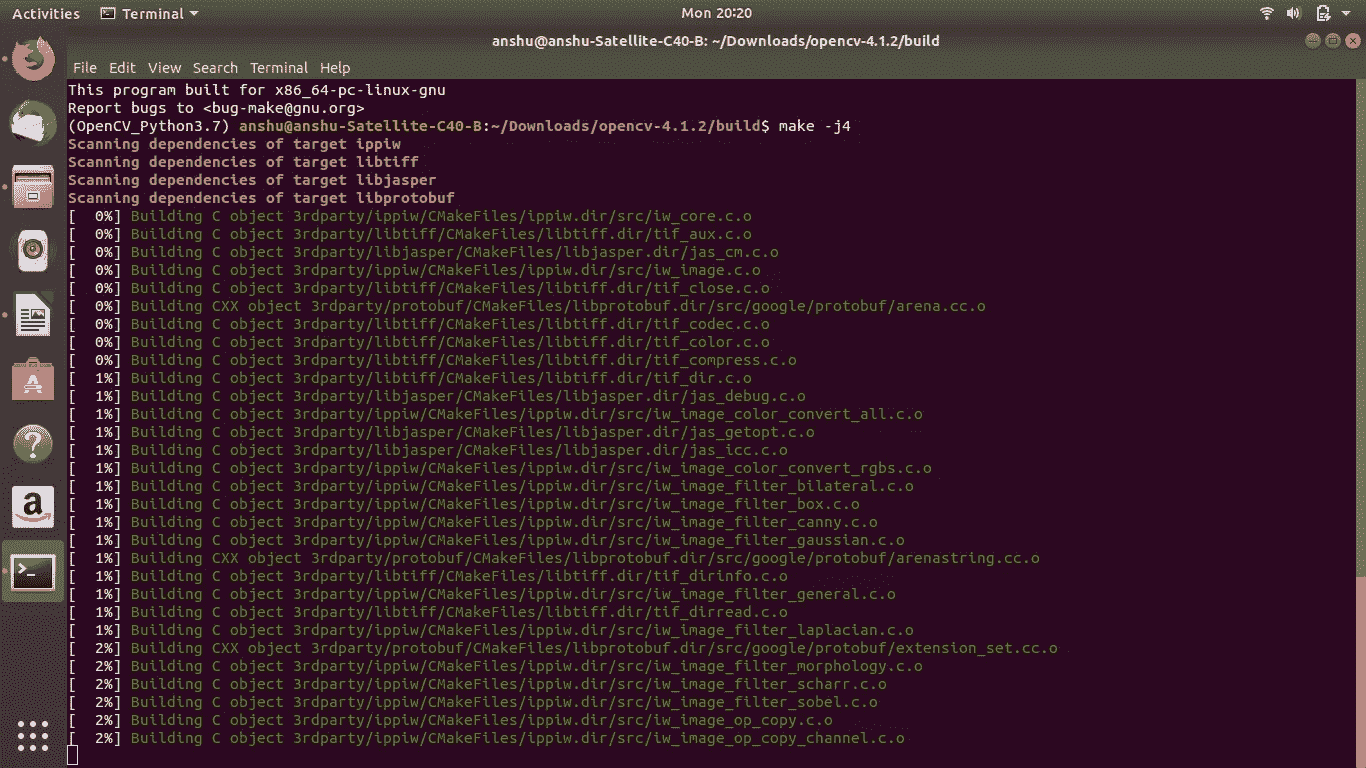 Activities Terminal Mon 20:20
anshu@anshu-Satellite-C40-B: ~/Downloads/opencv-4.1.2/build
File Edit View Search Terminal Help
This program built for x86_64-pc-linux-gnu
Report bugs to <bug-make@gnu.org>
(OpenCV_Python3.7) anshu@anshu-Satellite-C40-B:~/Downloads/opencv-4.1.2/build$ make -j4
Scanning dependencies of target ippiw
Scanning dependencies of target libtiff
Scanning dependencies of target libjasper
Scanning dependencies of target libprotobuf
[  0%] Building C object 3rdparty/ippiw/CMakeFiles/ippiw.dir/src/iw_core.c.o
[  0%] Building C object 3rdparty/libtiff/CMakeFiles/libtiff.dir/tif_aux.c.o
[  0%] Building C object 3rdparty/libjasper/CMakeFiles/libjasper.dir/jas_cm.c.o
[  0%] Building C object 3rdparty/ippiw/CMakeFiles/ippiw.dir/src/iw_image.c.o
[  0%] Building C object 3rdparty/libtiff/CMakeFiles/libtiff.dir/tif_close.c.o
[  0%] Building CXX object 3rdparty/protobuf/CMakeFiles/libprotobuf.dir/src/google/protobuf/arena.cc.o
[  0%] Building C object 3rdparty/libtiff/CMakeFiles/libtiff.dir/tif_codec.c.o
[  0%] Building C object 3rdparty/libtiff/CMakeFiles/libtiff.dir/tif_color.c.o
[  0%] Building C object 3rdparty/libtiff/CMakeFiles/libtiff.dir/tif_compress.c.o
[  1%] Building C object 3rdparty/libtiff/CMakeFiles/libtiff.dir/tif_dir.c.o
[  1%] Building C object 3rdparty/libjasper/CMakeFiles/libjasper.dir/jas_debug.c.o
[  1%] Building C object 3rdparty/ippiw/CMakeFiles/ippiw.dir/src/iw_image_color_convert_all.c.o
[  1%] Building C object 3rdparty/libjasper/CMakeFiles/libjasper.dir/jas_getopt.c.o
[  1%] Building C object 3rdparty/libjasper/CMakeFiles/libjasper.dir/jas_icc.c.o
[  1%] Building C object 3rdparty/ippiw/CMakeFiles/ippiw.dir/src/iw_image_color_convert_rgbs.c.o
[  1%] Building C object 3rdparty/ippiw/CMakeFiles/ippiw.dir/src/iw_image_filter_bilateral.c.o
[  1%] Building C object 3rdparty/ippiw/CMakeFiles/ippiw.dir/src/iw_image_filter_box.c.o
[  1%] Building C object 3rdparty/ippiw/CMakeFiles/ippiw.dir/src/iw_image_filter_canny.c.o
[  1%] Building C object 3rdparty/ippiw/CMakeFiles/ippiw.dir/src/iw_image_filter_gaussian.c.o
[  1%] Building CXX object 3rdparty/protobuf/CMakeFiles/libprotobuf.dir/src/google/protobuf/arenastring.cc.o
[  1%] Building C object 3rdparty/libtiff/CMakeFiles/libtiff.dir/tif_dirinfo.c.o
[  1%] Building C object 3rdparty/ippiw/CMakeFiles/ippiw.dir/src/iw_image_filter_general.c.o
[  1%] Building C object 3rdparty/libtiff/CMakeFiles/libtiff.dir/tif_dirread.c.o
[  1%] Building C object 3rdparty/ippiw/CMakeFiles/ippiw.dir/src/iw_image_filter_laplacian.c.o
[  2%] Building CXX object 3rdparty/protobuf/CMakeFiles/libprotobuf.dir/src/google/protobuf/extension_set.cc.o
[  2%] Building C object 3rdparty/ippiw/CMakeFiles/ippiw.dir/src/iw_image_filter_morphology.c.o
[  2%] Building C object 3rdparty/ippiw/CMakeFiles/ippiw.dir/src/iw_image_filter_scharr.c.o
[  2%] Building C object 3rdparty/ippiw/CMakeFiles/ippiw.dir/src/iw_image_filter_sobel.c.o
[  2%] Building C object 3rdparty/ippiw/CMakeFiles/ippiw.dir/src/iw_image_op_copy.c.o
[  2%] Building C object 3rdparty/ippiw/CMakeFiles/ippiw.dir/src/iw_image_op_copy_channel.c.o